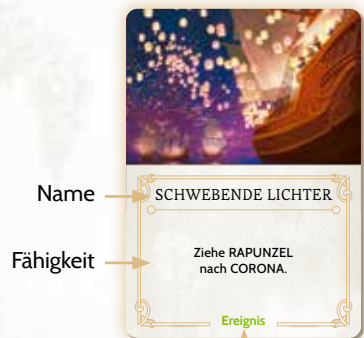 Name
SCHWEBENDE LICHTER
Fähigkeit
Ziehe RAPUNZEL
nach CORONA.
Ereignis